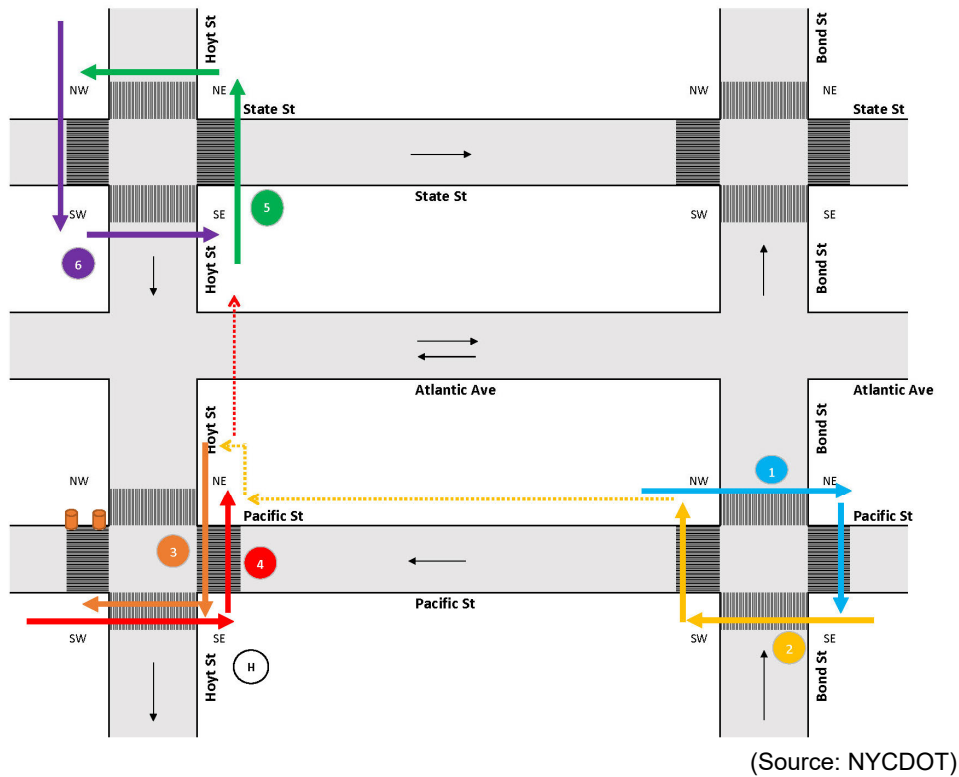 Hoyt St
Bond St
NW
NE
NW
NE
State St
State St
State St
5
SW
SE
SW
SE
6
Hoyt St
Bond St
Atlantic Ave
Atlantic Ave
Hoyt St
Bond St
1
NW
NE
NW
NE
Pacific St
Pacific St
3
4
Pacific St
SW
SE
SW
SE
2
H
Hoyt St
Bond St
(Source: NYCDOT)